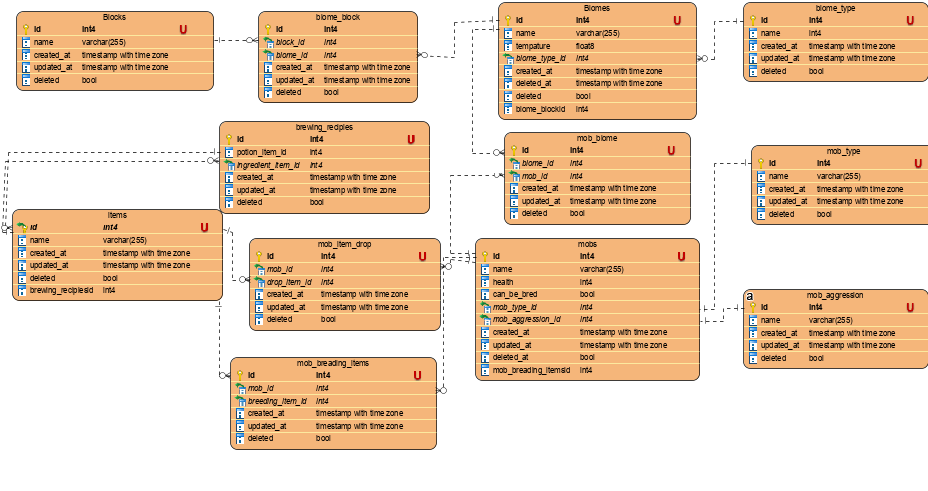 Blocks
id int4 U
name varchar(255)
created_at timestamp with time zone
updated_at timestamp with time zone
deleted bool
biome_block
id int4 U
block_id int4
biome_id int4
created_at timestamp with time zone
updated_at timestamp with time zone
deleted bool
Biomes
id int4 U
name varchar(255)
tempature float8
biome_type_id int4
created_at timestamp with time zone
deleted_at timestamp with time zone
deleted bool
biome_blockid int4
biome_type
id int4 U
name int4
created_at timestamp with time zone
updated_at timestamp with time zone
deleted bool
brewing_recipies
id int4 U
potion_item_id int4
ingredient_item_id int4
created_at timestamp with time zone
updated_at timestamp with time zone
deleted bool
mob_biome
id int4 U
biome_id int4
mob_id int4
created_at timestamp with time zone
updated_at timestamp with time zone
deleted bool
mob_type
id int4 U
name varchar(255)
created_at timestamp with time zone
updated_at timestamp with time zone
deleted bool
items
id int4 U
name varchar(255)
created_at timestamp with time zone
updated_at timestamp with time zone
deleted bool
brewing_recipiesid int4
mob_item_drop
id int4 U
mob_id int4
drop_item_id int4
created_at timestamp with time zone
updated_at timestamp with time zone
deleted bool
mobs
id int4 U
name varchar(255)
health int4
can_be_bred bool
mob_type_id int4
mob_aggression_id int4
created_at timestamp with time zone
updated_at timestamp with time zone
deleted_at bool
mob_breading_itemsid int4
a
mob_aggression
id int4 U
name varchar(255)
created_at timestamp with time zone
updated_at timestamp with time zone
deleted bool
mob_breading_items
id int4 U
mob_id int4
breeding_item_id int4
created_at timestamp with time zone
updated_at timestamp with time zone
deleted bool